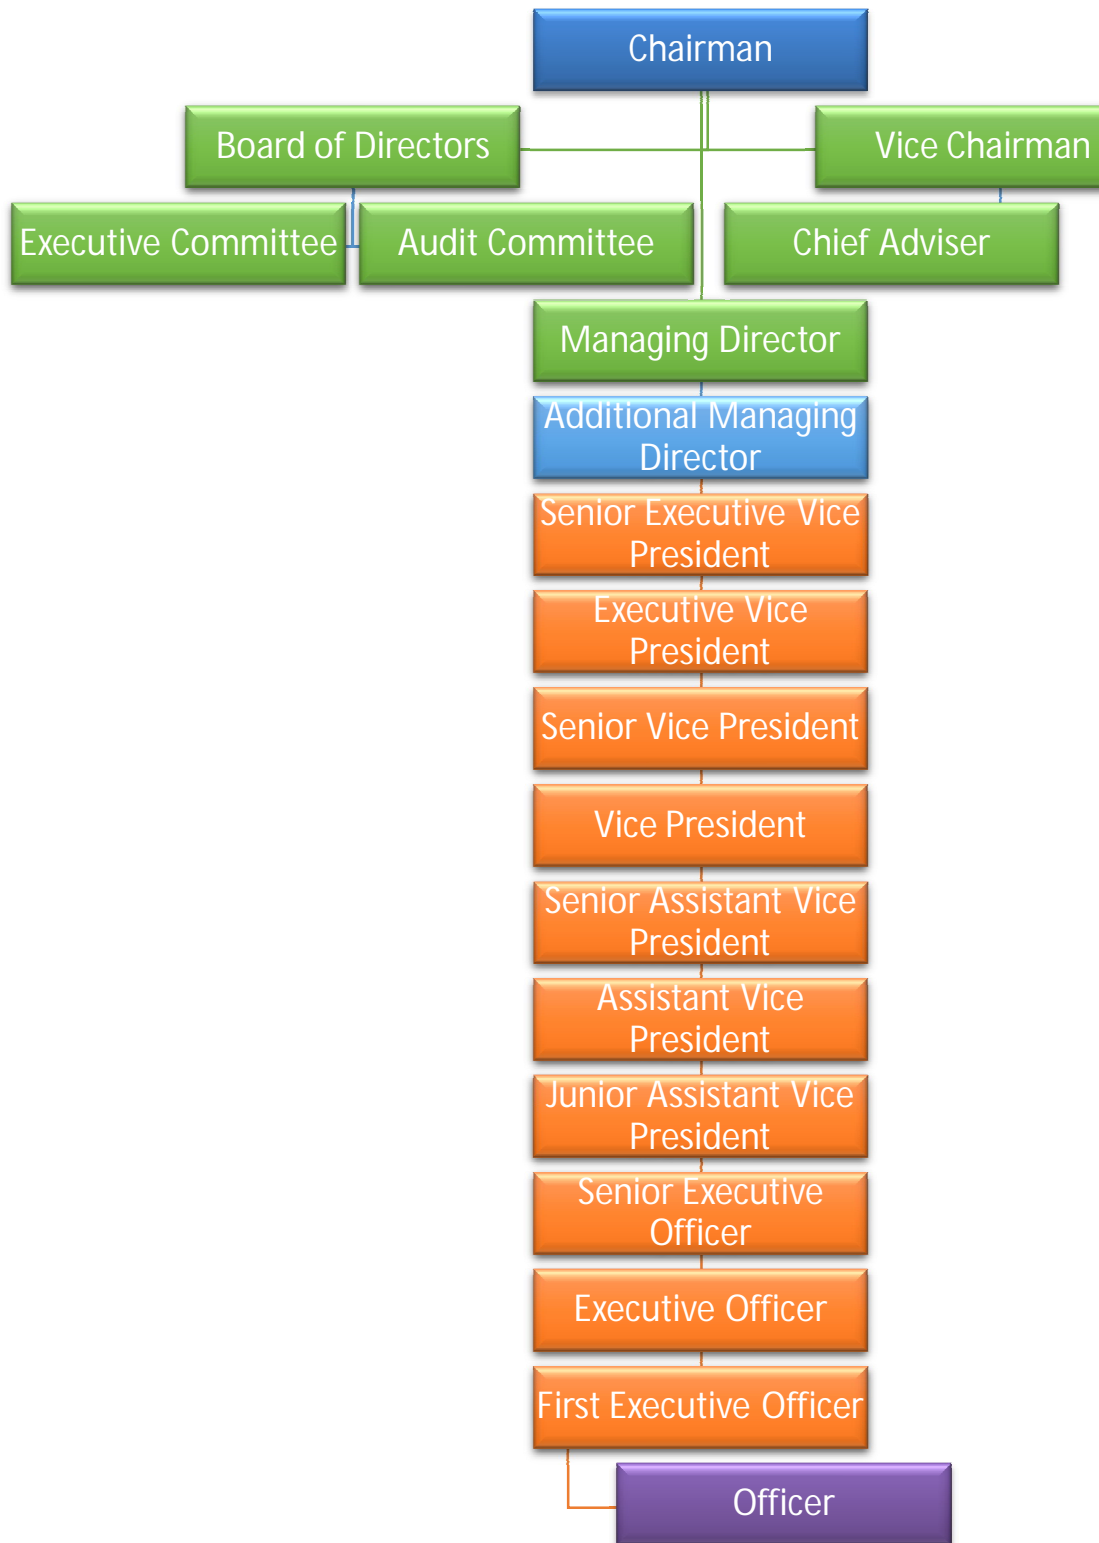 Chairman
Board of Directors
Vice Chairman
Executive Committee
Audit Committee
Chief Adviser
Managing Director
Additional Managing
Director
Senior Executive Vice
President
Executive Vice
President
Senior Vice President
Vice President
Senior Assistant Vice
President
Assistant Vice
President
Junior Assistant Vice
President
Senior Executive
Officer
Executive Officer
First Executive Officer
Officer